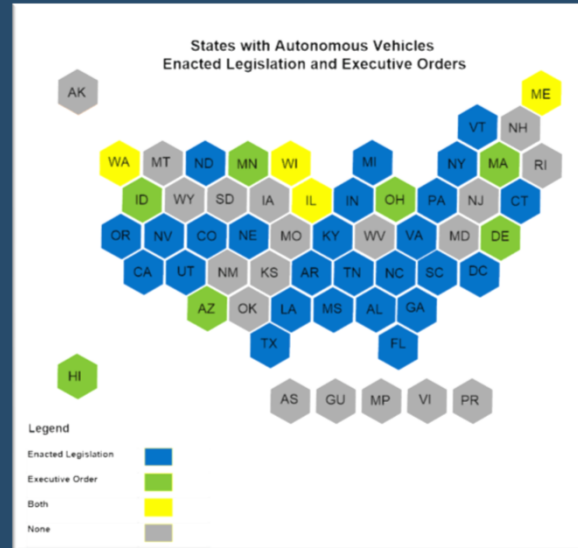 States with Autonomous Vehicles
Enacted Legislation and Executive Orders
AK
ME
VT NH
WA MT ND MN WI MI NY MA RI
ID WY SD IA IL IN OH PA NJ CT
OR NV CO NE MO KY WV VA MD DE
CA UT NM KS AR TN NC SC DC
AZ OK LA MS AL GA
TX FL
HI
AS GU MP VI PR
Legend
Enacted Legislation
Executive Order
Both
None